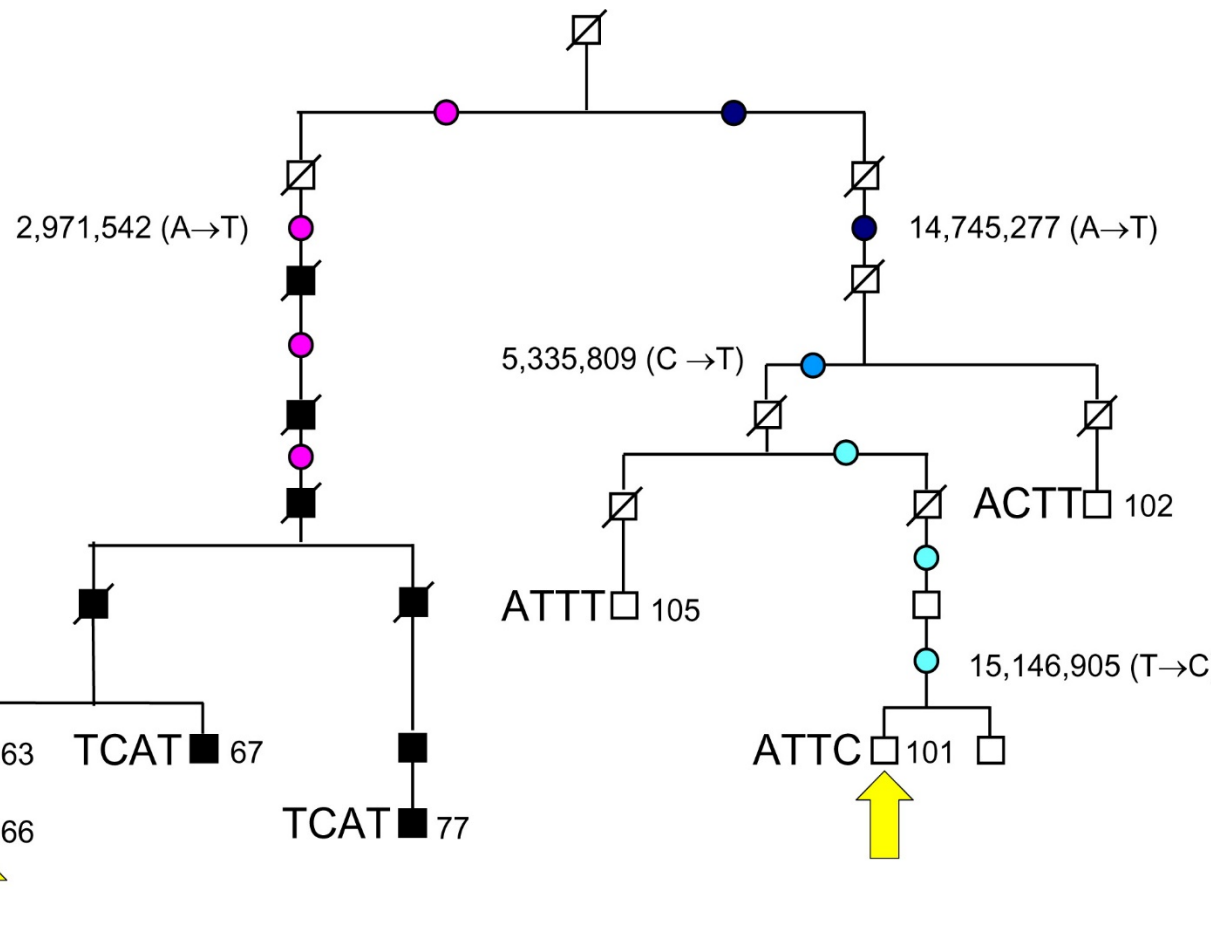 2,971,542 (A→T)
14,745,277 (A→T)
5,335,809 (C →T)
ACTT 102
ATTT 105
15,146,905 (T→C
63
TCAT 67
ATTC 101
66
TCAT 77